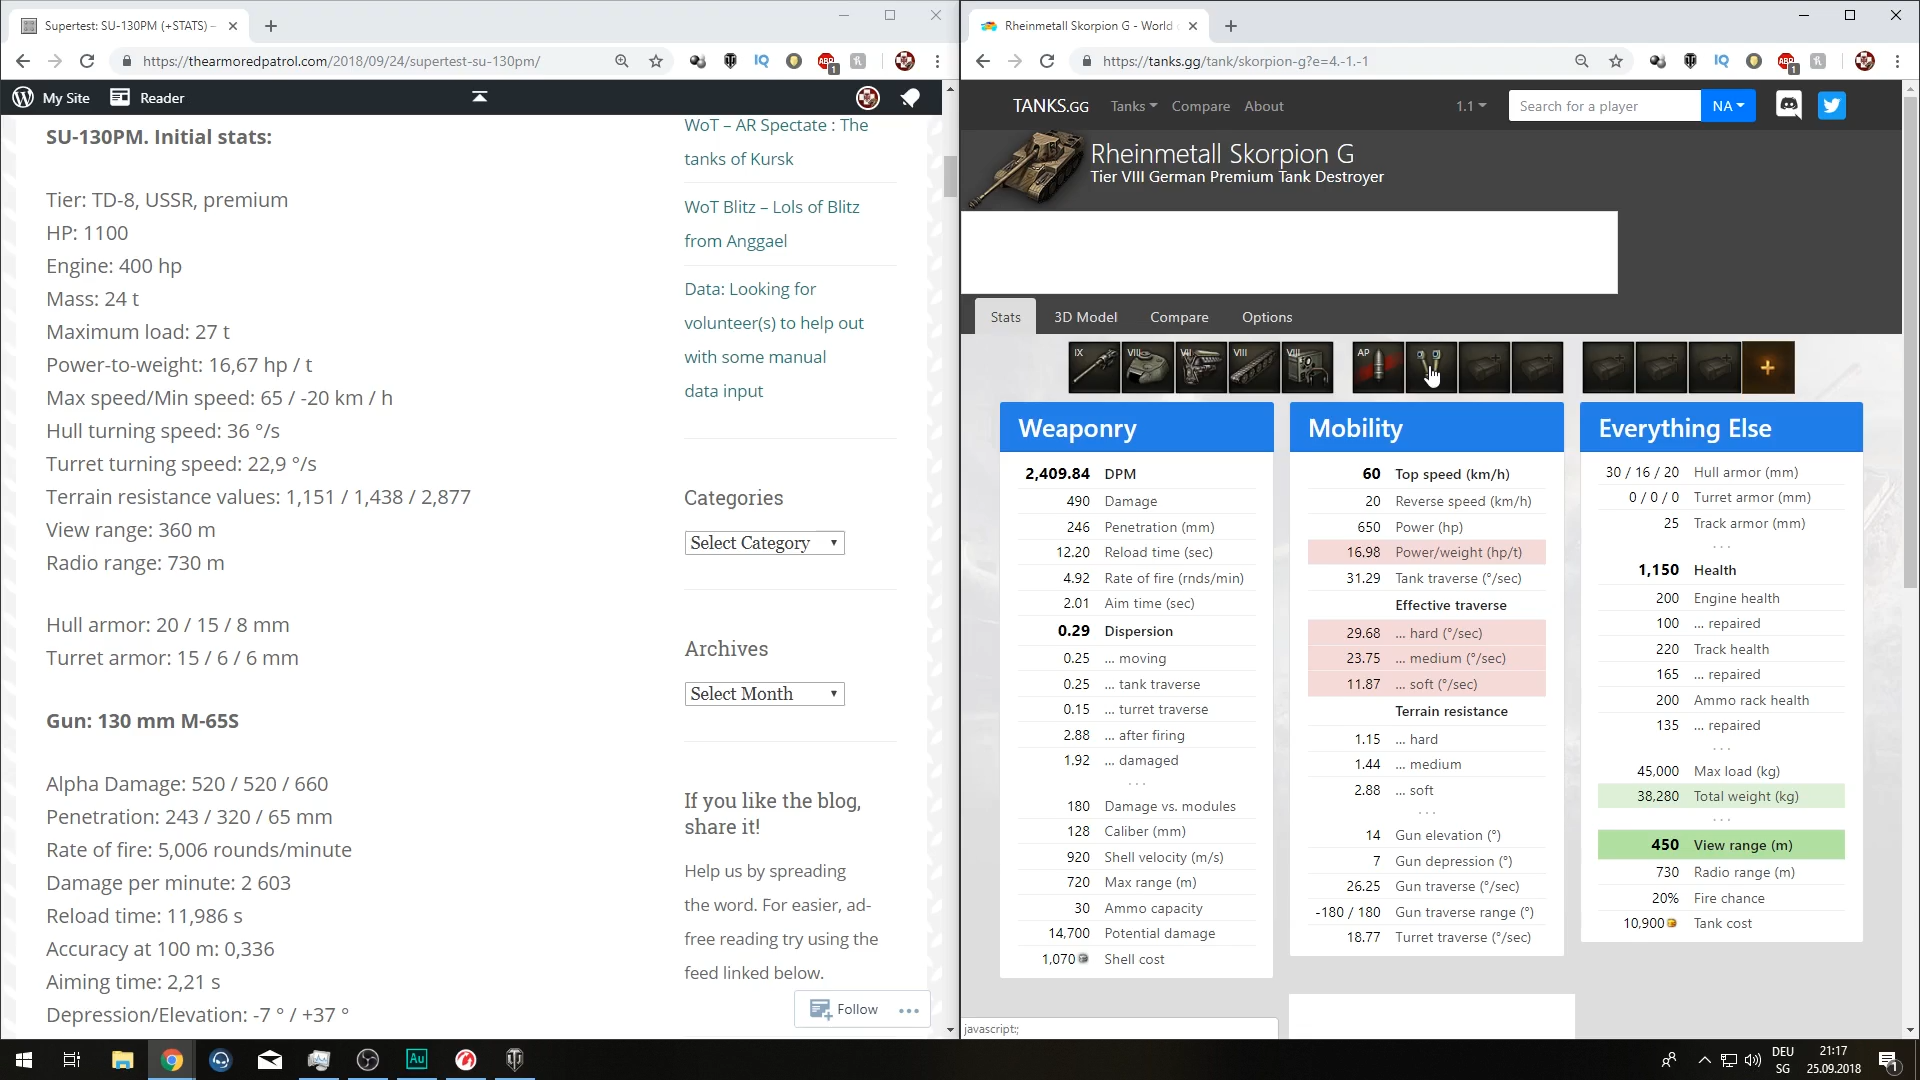 Supertest: SU-130PM (+STATS) –
https://thearmoredpatrol.com/2018/09/24/supertest-su-130pm/
My Site
Reader
SU-130PM. Initial stats:
Tier: TD-8, USSR, premium
HP: 1100
Engine: 400 hp
Mass: 24 t
Maximum load: 27 t
Power-to-weight: 16,67 hp / t
Max speed/Min speed: 65 / -20 km / h
Hull turning speed: 36 °/s
Turret turning speed: 22,9 °/s
Terrain resistance values: 1,151 / 1,438 / 2,877
View range: 360 m
Radio range: 730 m
Hull armor: 20 / 15 / 8 mm
Turret armor: 15 / 6 / 6 mm
Gun: 130 mm M-65S
Alpha Damage: 520 / 520 / 660
Penetration: 243 / 320 / 65 mm
Rate of fire: 5,006 rounds/minute
Damage per minute: 2 603
Reload time: 11,986 s
Accuracy at 100 m: 0,336
Aiming time: 2,21 s
Depression/Elevation: -7 ° / +37 °
WoT – AR Spectate : The
tanks of Kursk
WoT Blitz – Lols of Blitz
from Anggael
Data: Looking for
volunteer(s) to help out
with some manual
data input
Categories
Select Category
Archives
Select Month
If you like the blog,
share it!
Help us by spreading
the word. For easier, ad-
free reading try using the
feed linked below.
Follow
Rheinmetall Skorpion G - World
https://tanks.gg/tank/skorpion-g?e=4.-1.-1
TANKS.GG
Tanks
Compare
About
1.1
Search for a player
NA
Rheinmetall Skorpion G
Tier VIII German Premium Tank Destroyer
Stats
3D Model
Compare
Options
IX
VIII
VII
VIII
VIII
AP
Weaponry
2,409.84 DPM
490 Damage
246 Penetration (mm)
12.20 Reload time (sec)
4.92 Rate of fire (rnds/min)
2.01 Aim time (sec)
0.29 Dispersion
0.25 ... moving
0.25 ... tank traverse
0.15 ... turret traverse
2.88 ... after firing
1.92 ... damaged
. . .
180 Damage vs. modules
128 Caliber (mm)
920 Shell velocity (m/s)
720 Max range (m)
30 Ammo capacity
14,700 Potential damage
1,070 Shell cost
Mobility
60 Top speed (km/h)
20 Reverse speed (km/h)
650 Power (hp)
16.98 Power/weight (hp/t)
31.29 Tank traverse (°/sec)
Effective traverse
29.68 ... hard (°/sec)
23.75 ... medium (°/sec)
11.87 ... soft (°/sec)
Terrain resistance
1.15 ... hard
1.44 ... medium
2.88 ... soft
. . .
14 Gun elevation (°)
7 Gun depression (°)
26.25 Gun traverse (°/sec)
-180 / 180 Gun traverse range (°)
18.77 Turret traverse (°/sec)
Everything Else
30 / 16 / 20 Hull armor (mm)
0 / 0 / 0 Turret armor (mm)
25 Track armor (mm)
. . .
1,150 Health
200 Engine health
100 ... repaired
220 Track health
165 ... repaired
200 Ammo rack health
135 ... repaired
. . .
45,000 Max load (kg)
38,280 Total weight (kg)
. . .
450 View range (m)
730 Radio range (m)
20% Fire chance
10,900 Tank cost
javascript:;
IQ
ABP
1
IQ
ABP
1
Au
DEU
SG
21:17
25.09.2018
1